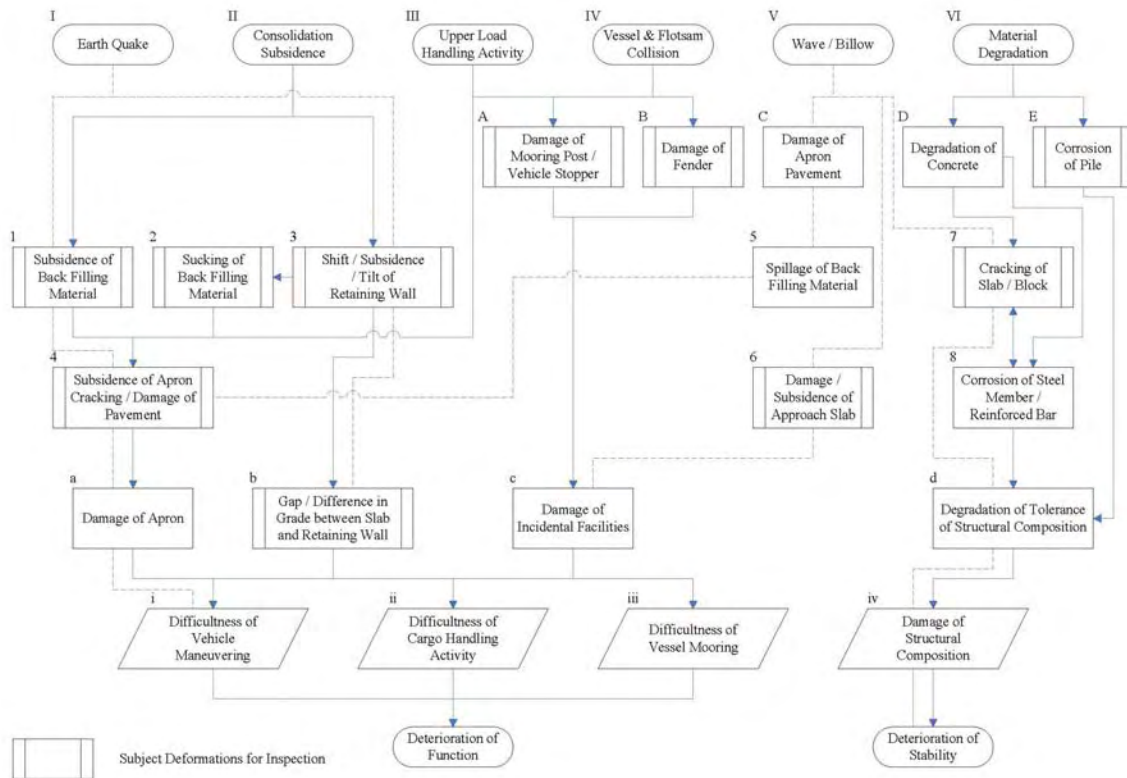 I
II
III
IV
V
VI
Earth Quake
Consolidation
Subsidence
Upper Load
Handling Activity
Vessel & Flotsam
Collision
Wave / Billow
Material
Degradation
A
B
C
D
E
Damage of
Mooring Post /
Vehicle Stopper
Damage of
Fender
Damage of
Apron
Pavement
Degradation of
Concrete
Corrosion
of Pile
1
2
3
5
7
Subsidence of
Back Filling
Material
Sucking of
Back Filling
Material
Shift / Subsidence
/ Tilt of
Retaining Wall
Spillage of Back
Filling Material
Cracking of
Slab / Block
4
6
8
Subsidence of Apron
Cracking / Damage of
Pavement
Damage /
Subsidence of
Approach Slab
Corrosion of Steel
Member /
Reinforced Bar
a
b
c
d
Damage of Apron
Gap / Difference in
Grade between Slab
and Retaining Wall
Damage of
Incidental Facilities
Degradation of Tolerance
of Structural Composition
i
ii
iii
iv
Difficultness of
Vehicle
Maneuvering
Difficultness of
Cargo Handling
Activity
Difficultness of
Vessel Mooring
Damage of
Structural
Composition
Deterioration of
Function
Deterioration of
Stability
Subject Deformations for Inspection